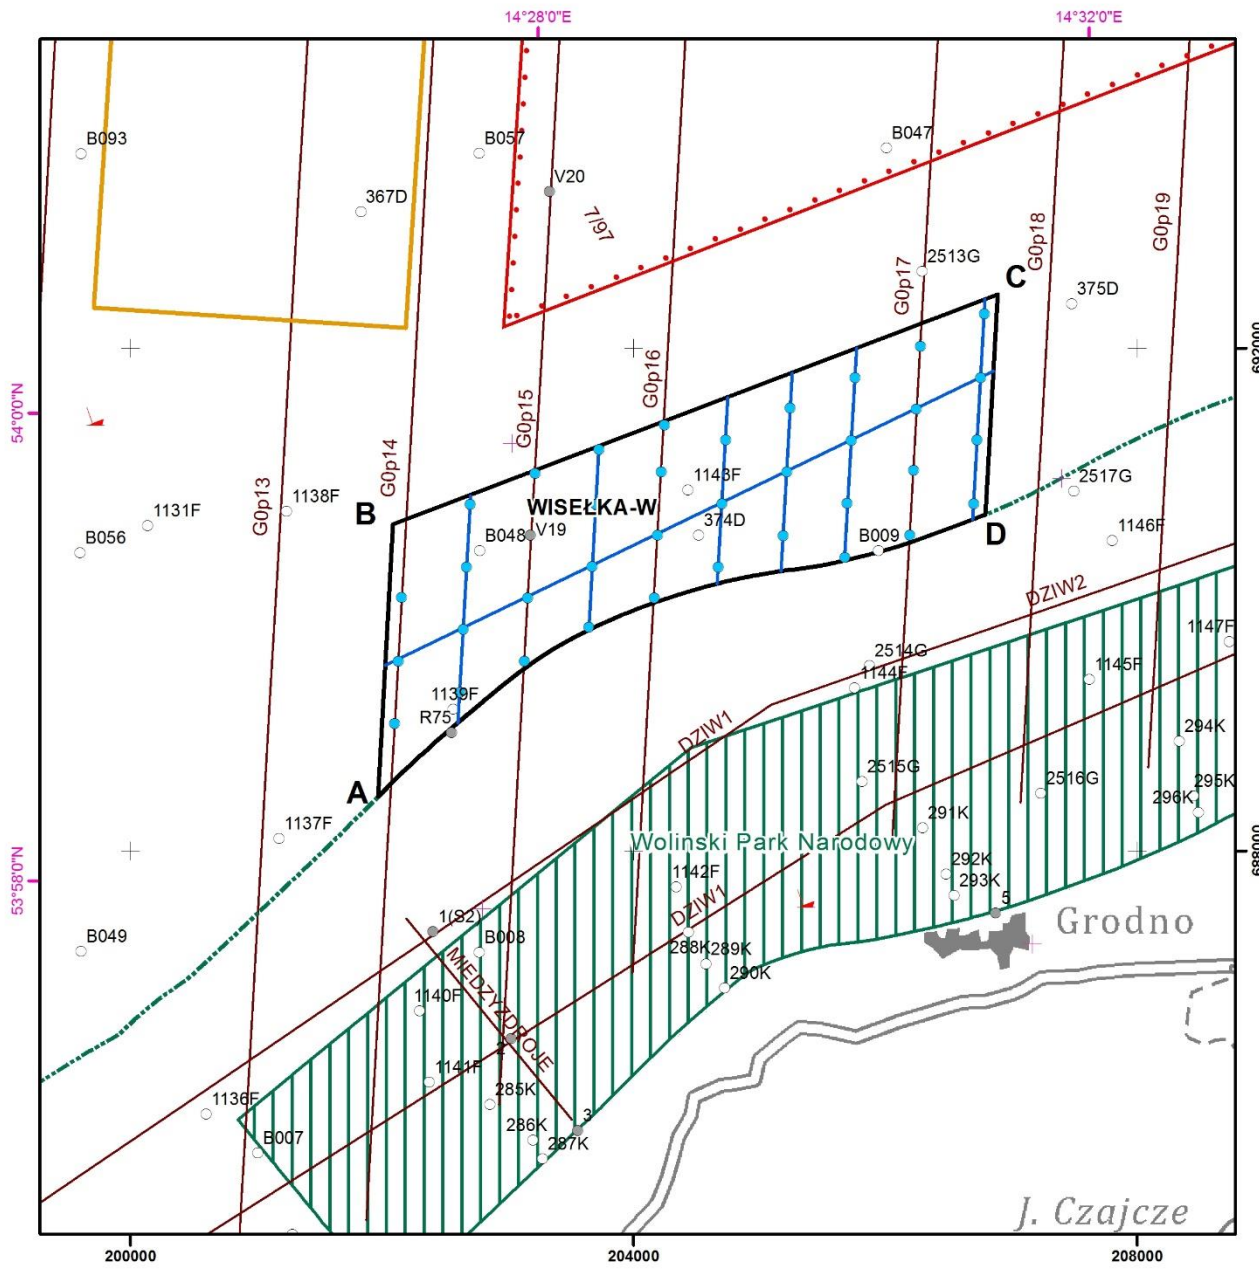 14°28'0"E
14°32'0"E
B093
B057
B047
V20
367D
7/97
G0p19
G0p18
2513G
C
375D
G0p17
692000
G0p16
54°0'0"N
G0p15
G0p14
1143F
2517G
G0p13
1138F
B
WISEŁKA-W
1131F
374D
1146F
B056
B048
V19
B009
D
DZIW2
1147F
2514G
1144F
1145F
1139F
R75
DZIW1
294K
2515G
2516G
295K
A
296K
291K
1137F
Wolinski Park Narodowy
688000
292K
53°58'0"N
1142F
293K
5
DZIW1
1(S2)
Grodno
B049
B008
288K
289K
290K
MIEDZYZDROJE
1140F
2
1141F
285K
1136F
3
286K
B007
287K
J. Czajcze
200000
204000
208000